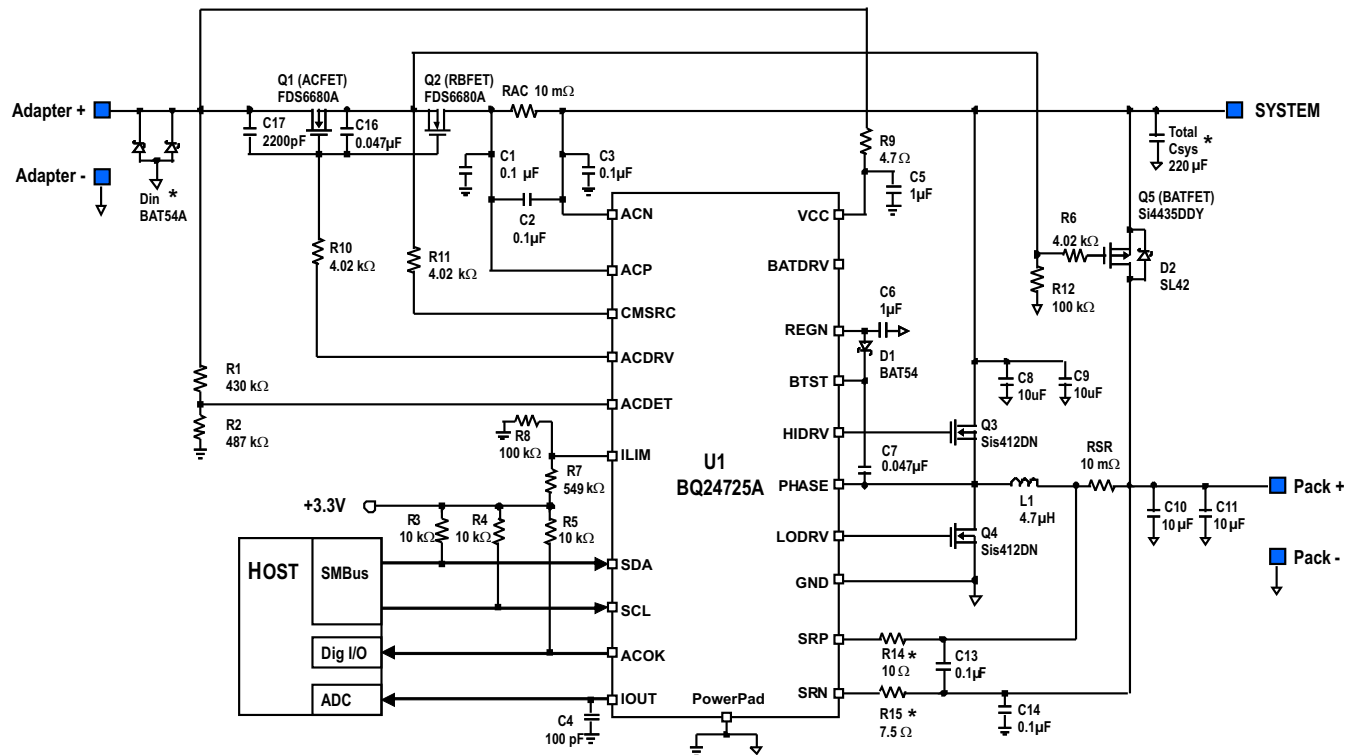 Adapter +
Adapter -
Din *
BAT54A
C17
2200pF
Q1 (ACFET)
FDS6680A
C16
0.047µF
Q2 (RBFET)
FDS6680A
RAC 10 mΩ
C1
0.1 µF
C2
0.1µF
C3
0.1µF
R9
4.7 Ω
C5
1µF
SYSTEM
Total
Csys *
220 µF
Q5 (BATFET)
Si4435DDY
R6
4.02 kΩ
R12
100 kΩ
D2
SL42
R10
4.02 kΩ
R11
4.02 kΩ
R1
430 kΩ
R2
487 kΩ
R8
100 kΩ
R7
549 kΩ
+3.3V
R3
10 kΩ
R4
10 kΩ
R5
10 kΩ
HOST
SMBus
Dig I/O
ADC
C4
100 pF
ACN
ACP
CMSRC
ACDRV
ACDET
ILIM
SDA
SCL
ACOK
IOUT
U1
BQ24725A
PowerPad
VCC
BATDRV
REGN
BTST
HIDRV
PHASE
LODRV
GND
SRP
SRN
C6
1µF
D1
BAT54
C7
0.047µF
C8
10uF
C9
10uF
Q3
Sis412DN
Q4
Sis412DN
L1
4.7µH
RSR
10 mΩ
C10
10 µF
C11
10 µF
Pack +
Pack -
R14 *
10 Ω
C13
0.1µF
R15 *
7.5 Ω
C14
0.1µF